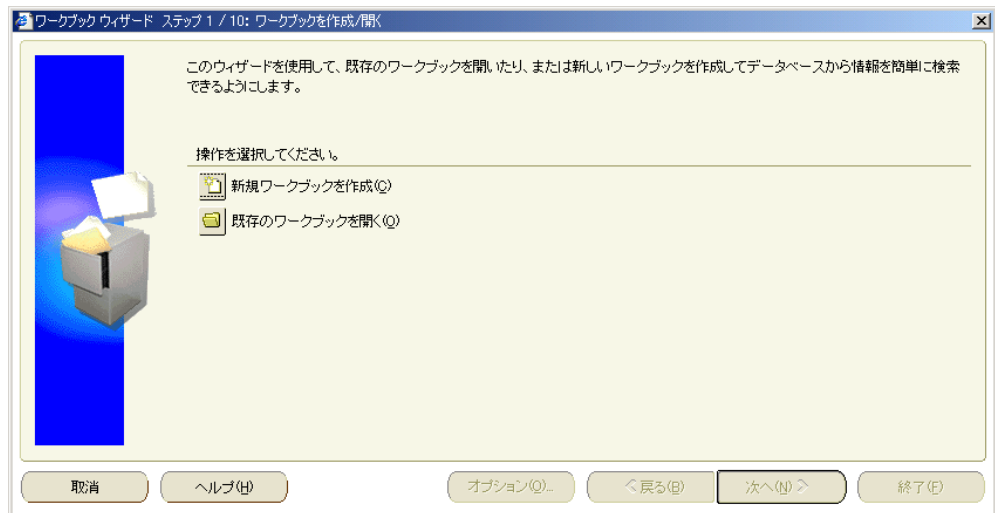 ワークブック ウィザード ステップ 1 / 10: ワークブックを作成/開く
このウィザードを使用して、既存のワークブックを開いたり、または新しいワークブックを作成してデータベースから情報を簡単に検索
できるようにします。
操作を選択してください。
新規ワークブックを作成(C)
既存のワークブックを開く(O)
取消
ヘルプ(H)
オプション(O)...
< 戻る(B)
次へ(N) >
終了(F)